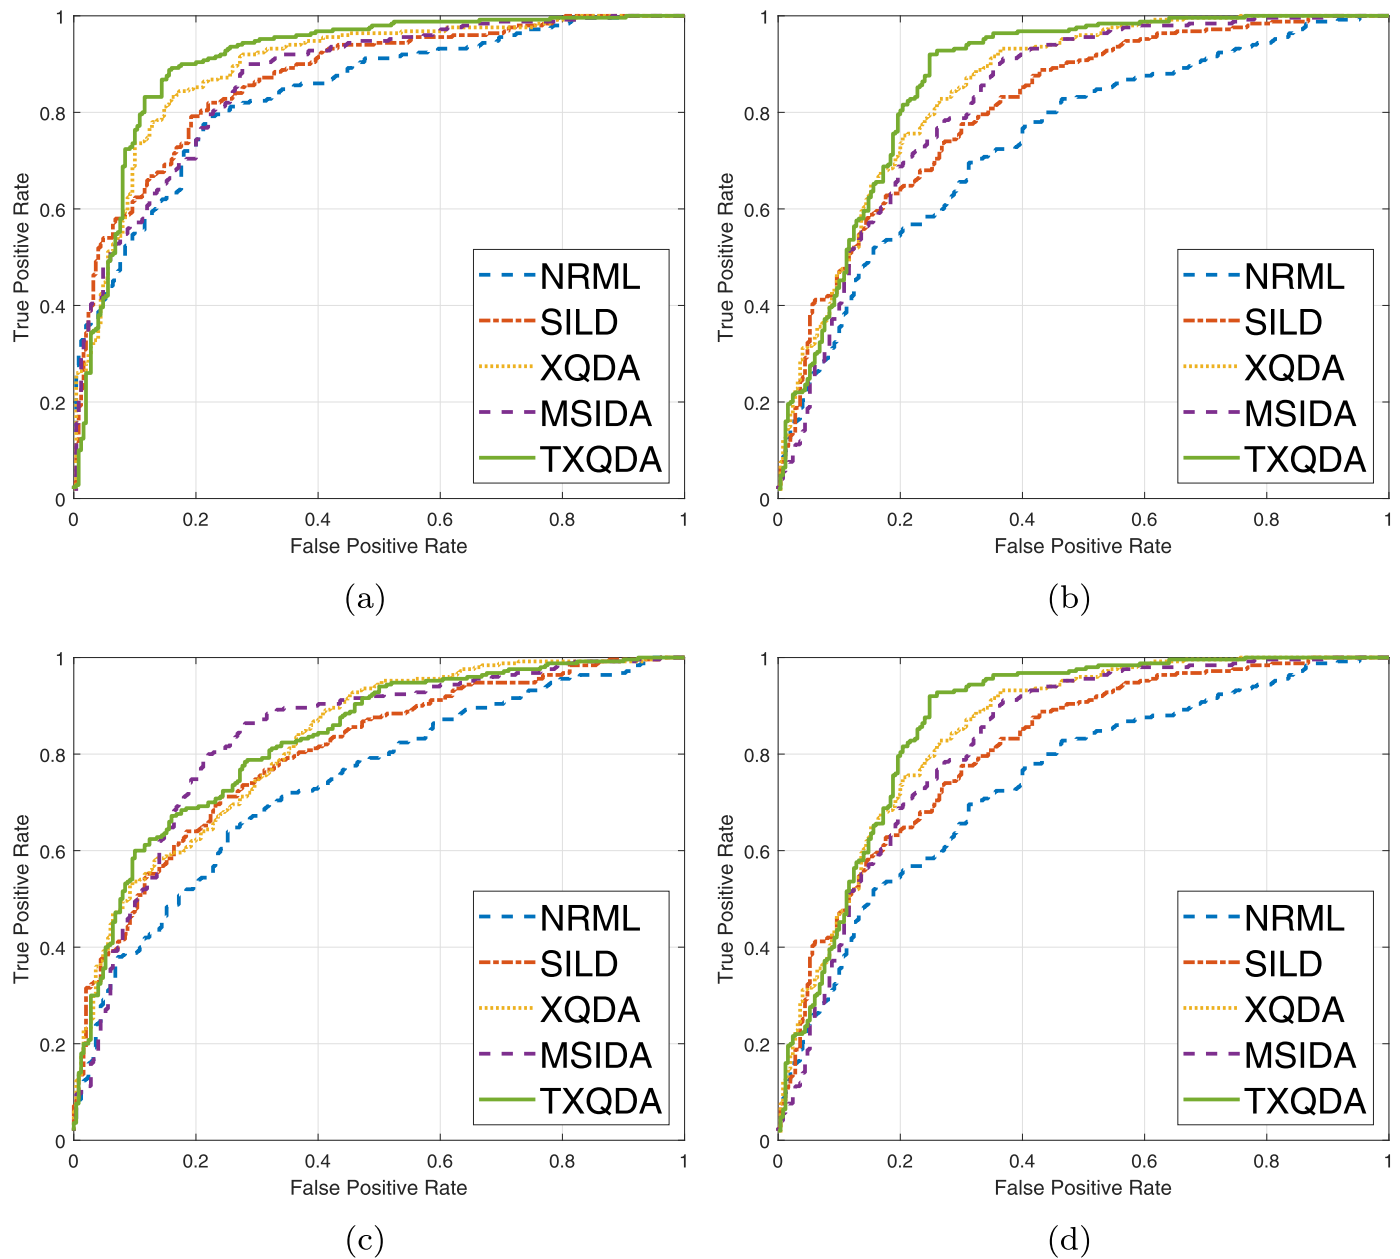 1
0.8
0.6
0.4
0.2
0
0 0.2 0.4 0.6 0.8 1
True Positive Rate
False Positive Rate
NRML
SILD
XQDA
MSIDA
TXQDA
(a)
1
0.8
0.6
0.4
0.2
0
0 0.2 0.4 0.6 0.8 1
True Positive Rate
False Positive Rate
NRML
SILD
XQDA
MSIDA
TXQDA
(b)
1
0.8
0.6
0.4
0.2
0
0 0.2 0.4 0.6 0.8 1
True Positive Rate
False Positive Rate
NRML
SILD
XQDA
MSIDA
TXQDA
(c)
1
0.8
0.6
0.4
0.2
0
0 0.2 0.4 0.6 0.8 1
True Positive Rate
False Positive Rate
NRML
SILD
XQDA
MSIDA
TXQDA
(d)